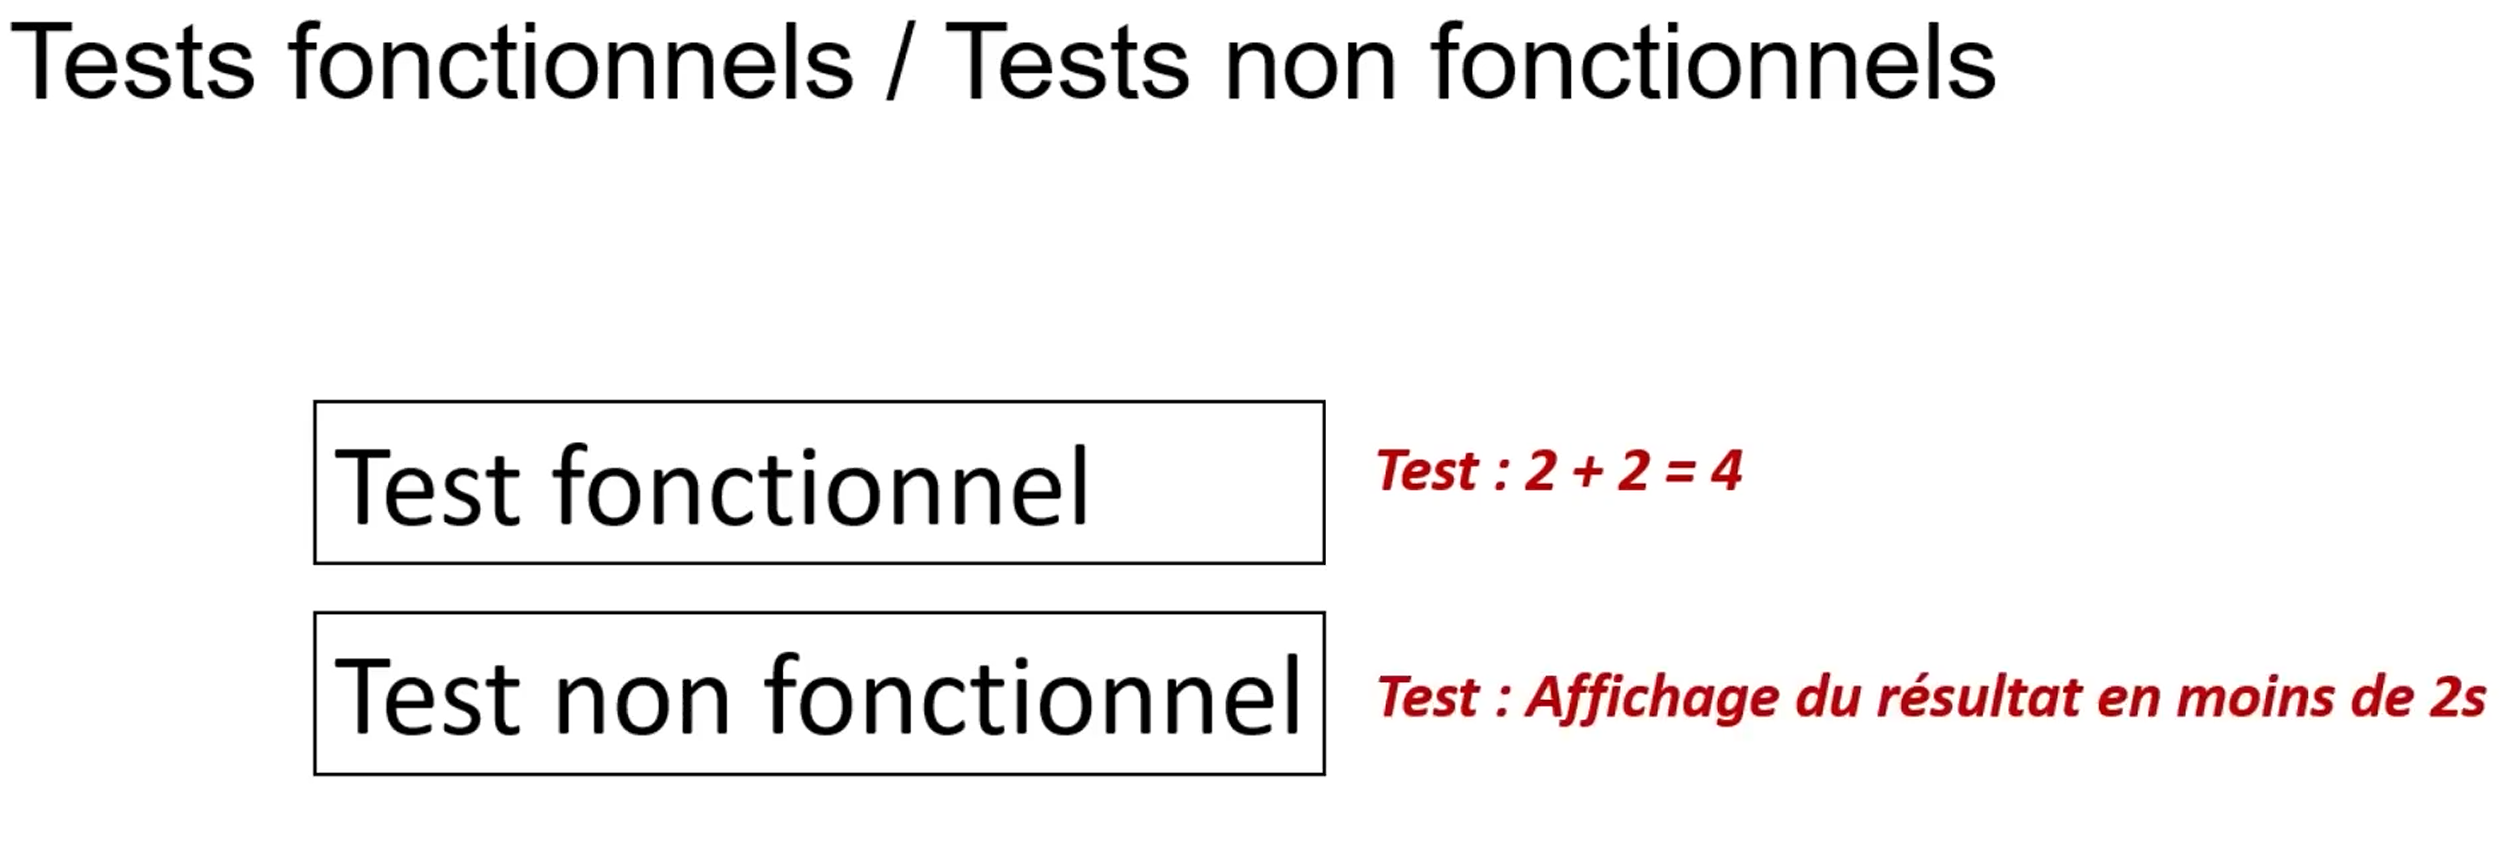 Tests fonctionnels / Tests non fonctionnels
Test fonctionnel
Test : 2 + 2 = 4
Test non fonctionnel
Test : Affichage du résultat en moins de 2s